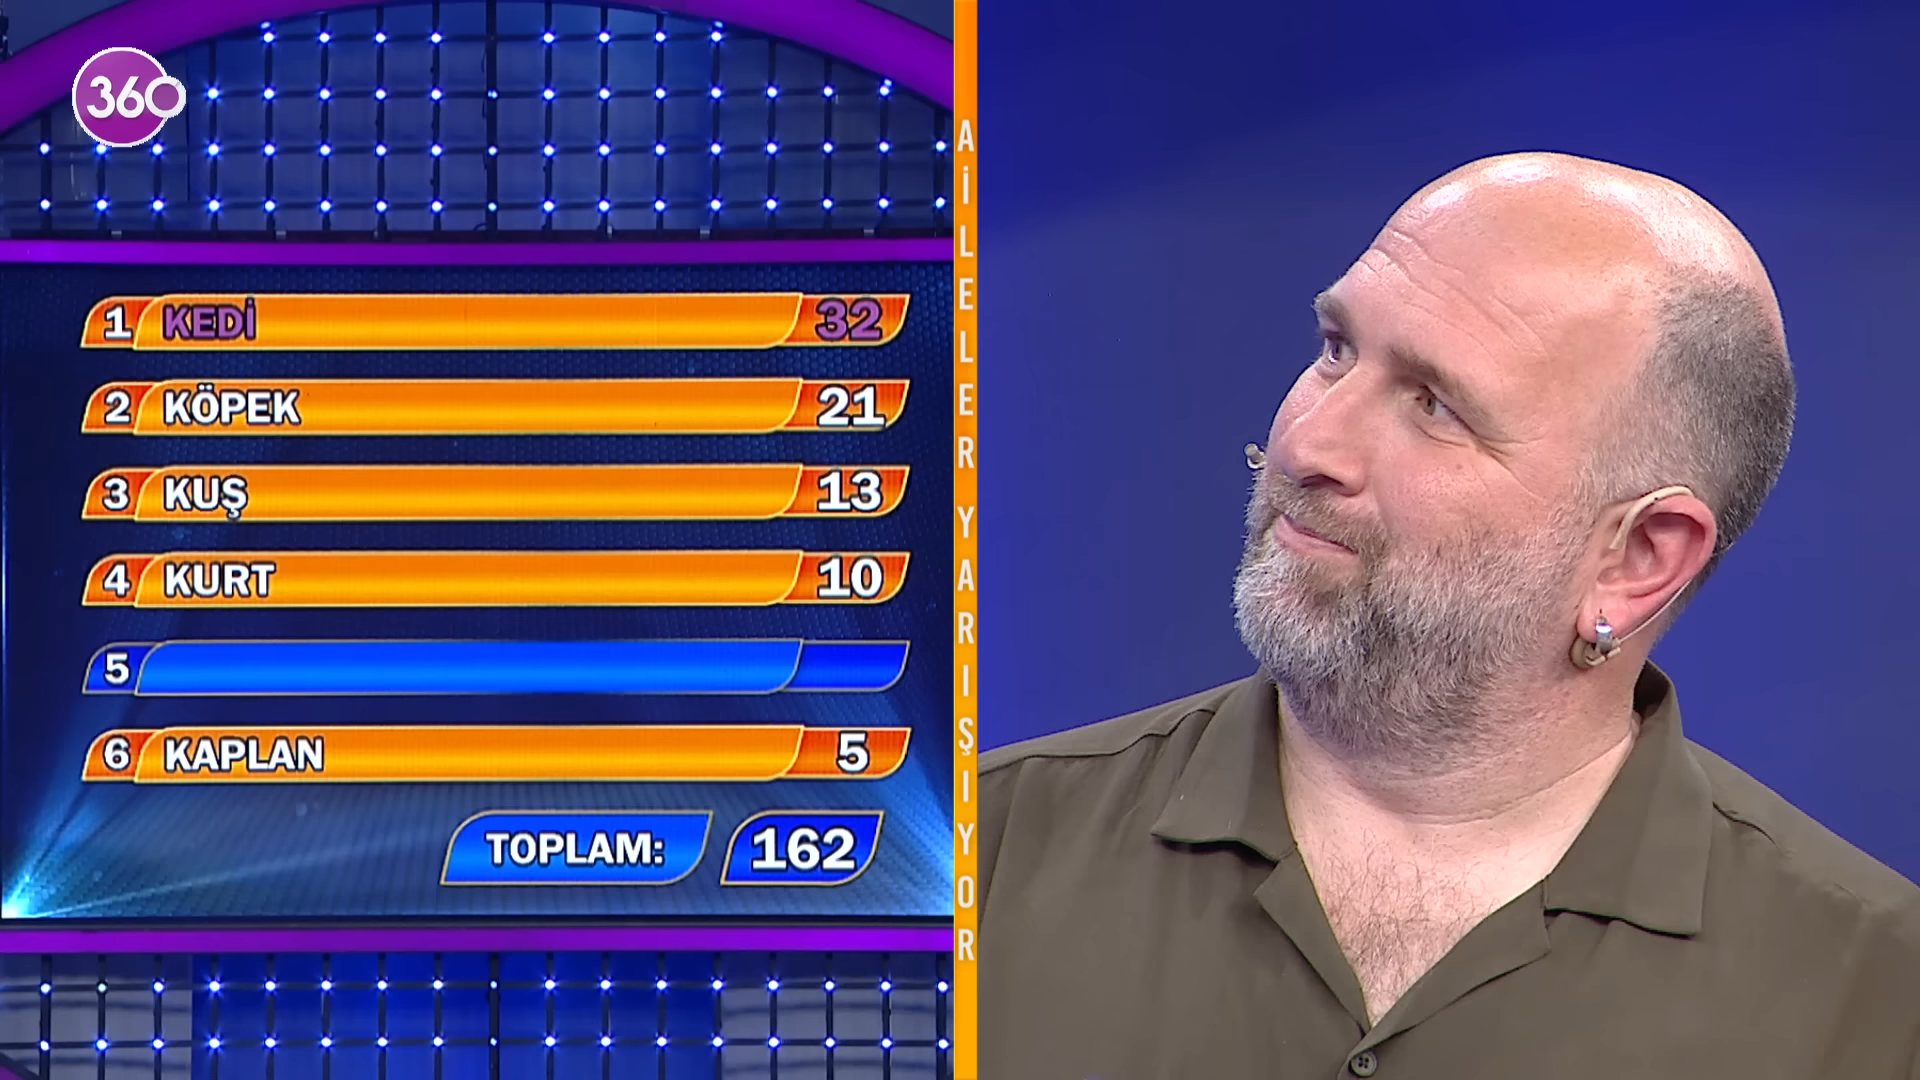 360
1 KEDİ 32
2 KÖPEK 21
3 KUŞ 13
4 KURT 10
5
6 KAPLAN 5
TOPLAM: 162
AİLELER YARIŞIYOR